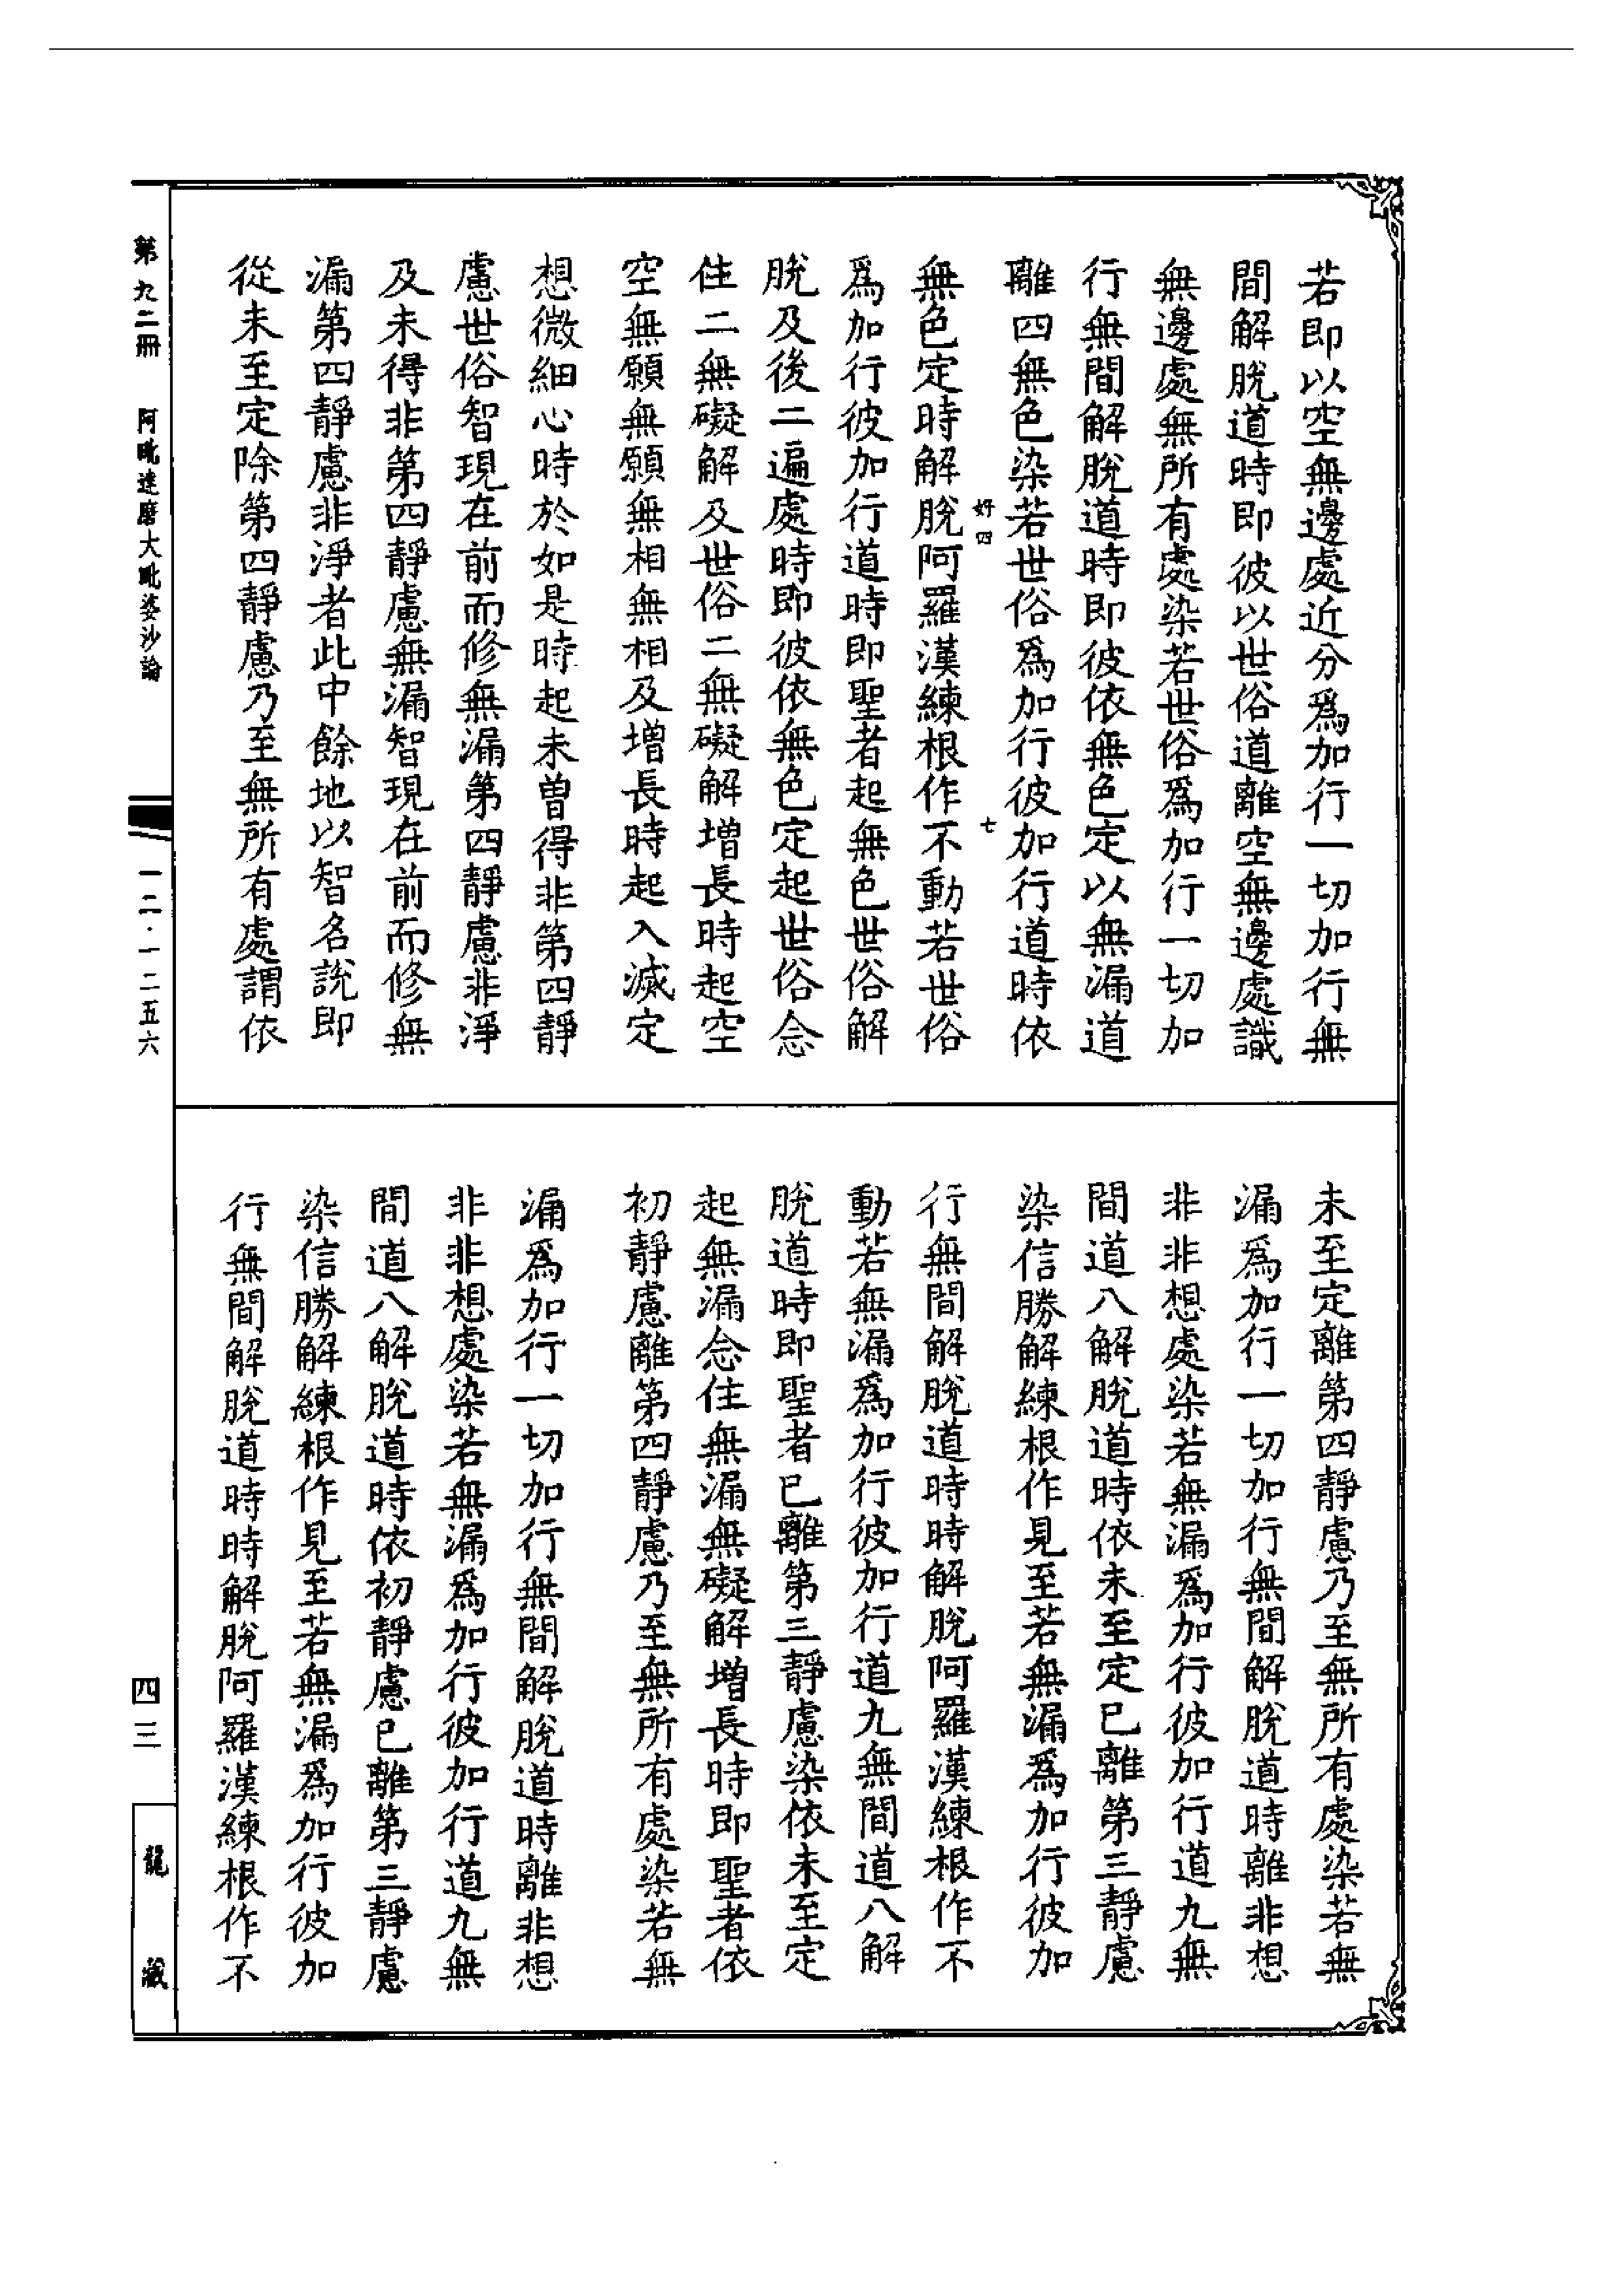 若即以空無邊處近分爲加行一切加行無
間解脫道時即彼以世俗道離空無邊處識
無邊處無所有處染若世俗爲加行一切加
行無間解脫道時即彼依無色定以無漏道
離四無色染若世俗爲加行彼加行道時依
好四
七
無色定時解脫阿羅漢練根作不動若世俗
爲加行彼加行道時即聖者起無色世俗解
脫及後二遍處時即彼依無色定起世俗念
住二無礙解及世俗二無礙解增長時起空
空無願無願無相無相及增長時起入滅定
想微細心時於如是時起未曾得非第四靜
慮世俗智現在前而修無漏第四靜慮非淨
及未得非第四靜慮無漏智現在前而修無
漏第四靜慮非淨者此中餘地以智名說即
從未至定除第四靜慮乃至無所有處謂依
未至定離第四靜慮乃至無所有處染若無
漏爲加行一切加行無間解脫道時離非想
非非想處染若無漏爲加行彼加行道九無
間道八解脫道時依未至定已離第三靜慮
染信勝解練根作見至若無漏爲加行彼加
行無間解脫道時時解脫阿羅漢練根作不
動若無漏爲加行彼加行道九無間道八解
脫道時即聖者已離第三靜慮染依未至定
起無漏念住無漏無礙解增長時即聖者依
初靜慮離第四靜慮乃至無所有處染若無
漏爲加行一切加行無間解脫道時離非想
非非想處染若無漏爲加行彼加行道九無
間道八解脫道時依初靜慮已離第三靜慮
染信勝解練根作見至若無漏爲加行彼加
行無間解脫道時時解脫阿羅漢練根作不
第九二冊 阿毗達磨大毗婆沙論
一二·一二五六
四三
龍藏